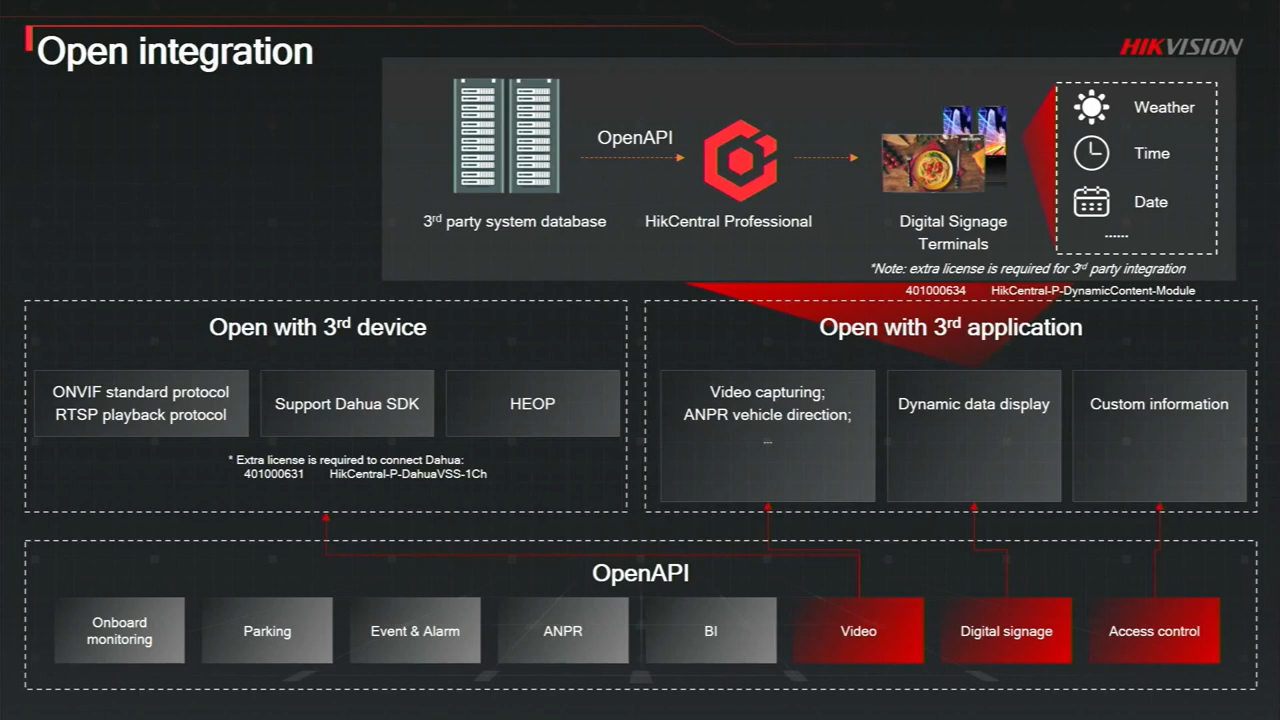 Open integration
HIKVISION
OpenAPI
3rd party system database
HikCentral Professional
Digital Signage
Terminals
Weather
Time
Date
......
*Note: extra license is required for 3rd party integration
401000634 HikCentral-P-DynamicContent-Module
Open with 3rd device
ONVIF standard protocol
RTSP playback protocol
Support Dahua SDK
HEOP
* Extra license is required to connect Dahua:
401000631 HikCentral-P-DahuaVSS-1Ch
Open with 3rd application
Video capturing;
ANPR vehicle direction;
...
Dynamic data display
Custom information
OpenAPI
Onboard
monitoring
Parking
Event & Alarm
ANPR
BI
Video
Digital signage
Access control